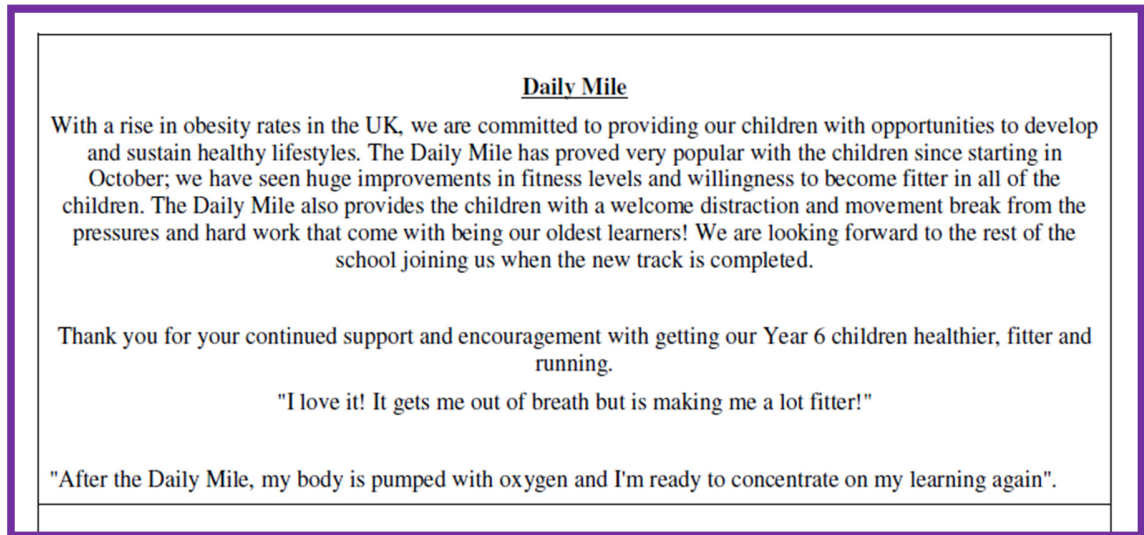 Daily Mile
With a rise in obesity rates in the UK, we are committed to providing our children with opportunities to develop
and sustain healthy lifestyles. The Daily Mile has proved very popular with the children since starting in
October; we have seen huge improvements in fitness levels and willingness to become fitter in all of the
children. The Daily Mile also provides the children with a welcome distraction and movement break from the
pressures and hard work that come with being our oldest learners! We are looking forward to the rest of the
school joining us when the new track is completed.
Thank you for your continued support and encouragement with getting our Year 6 children healthier, fitter and
running.
"I love it! It gets me out of breath but is making me a lot fitter!"
"After the Daily Mile, my body is pumped with oxygen and I'm ready to concentrate on my learning again".